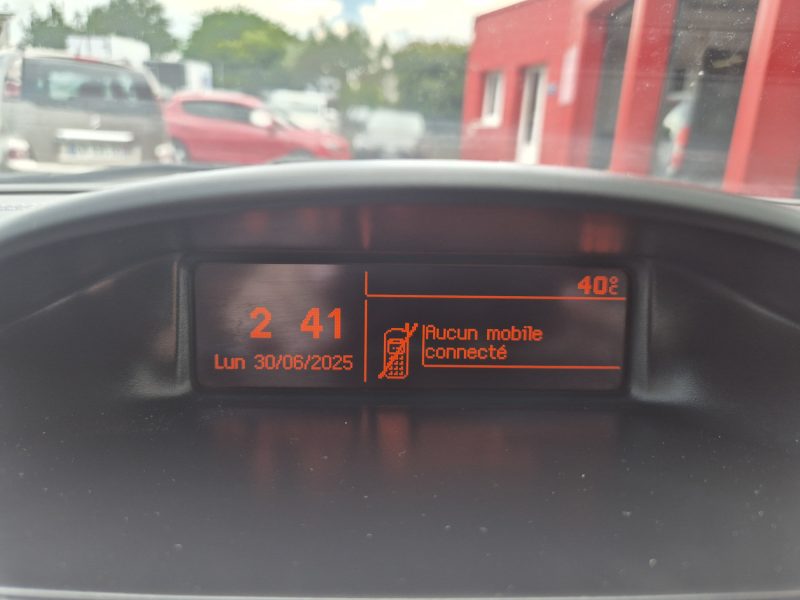 40°C
2 41
Lun 30/06/2025
Aucun mobile
connecté